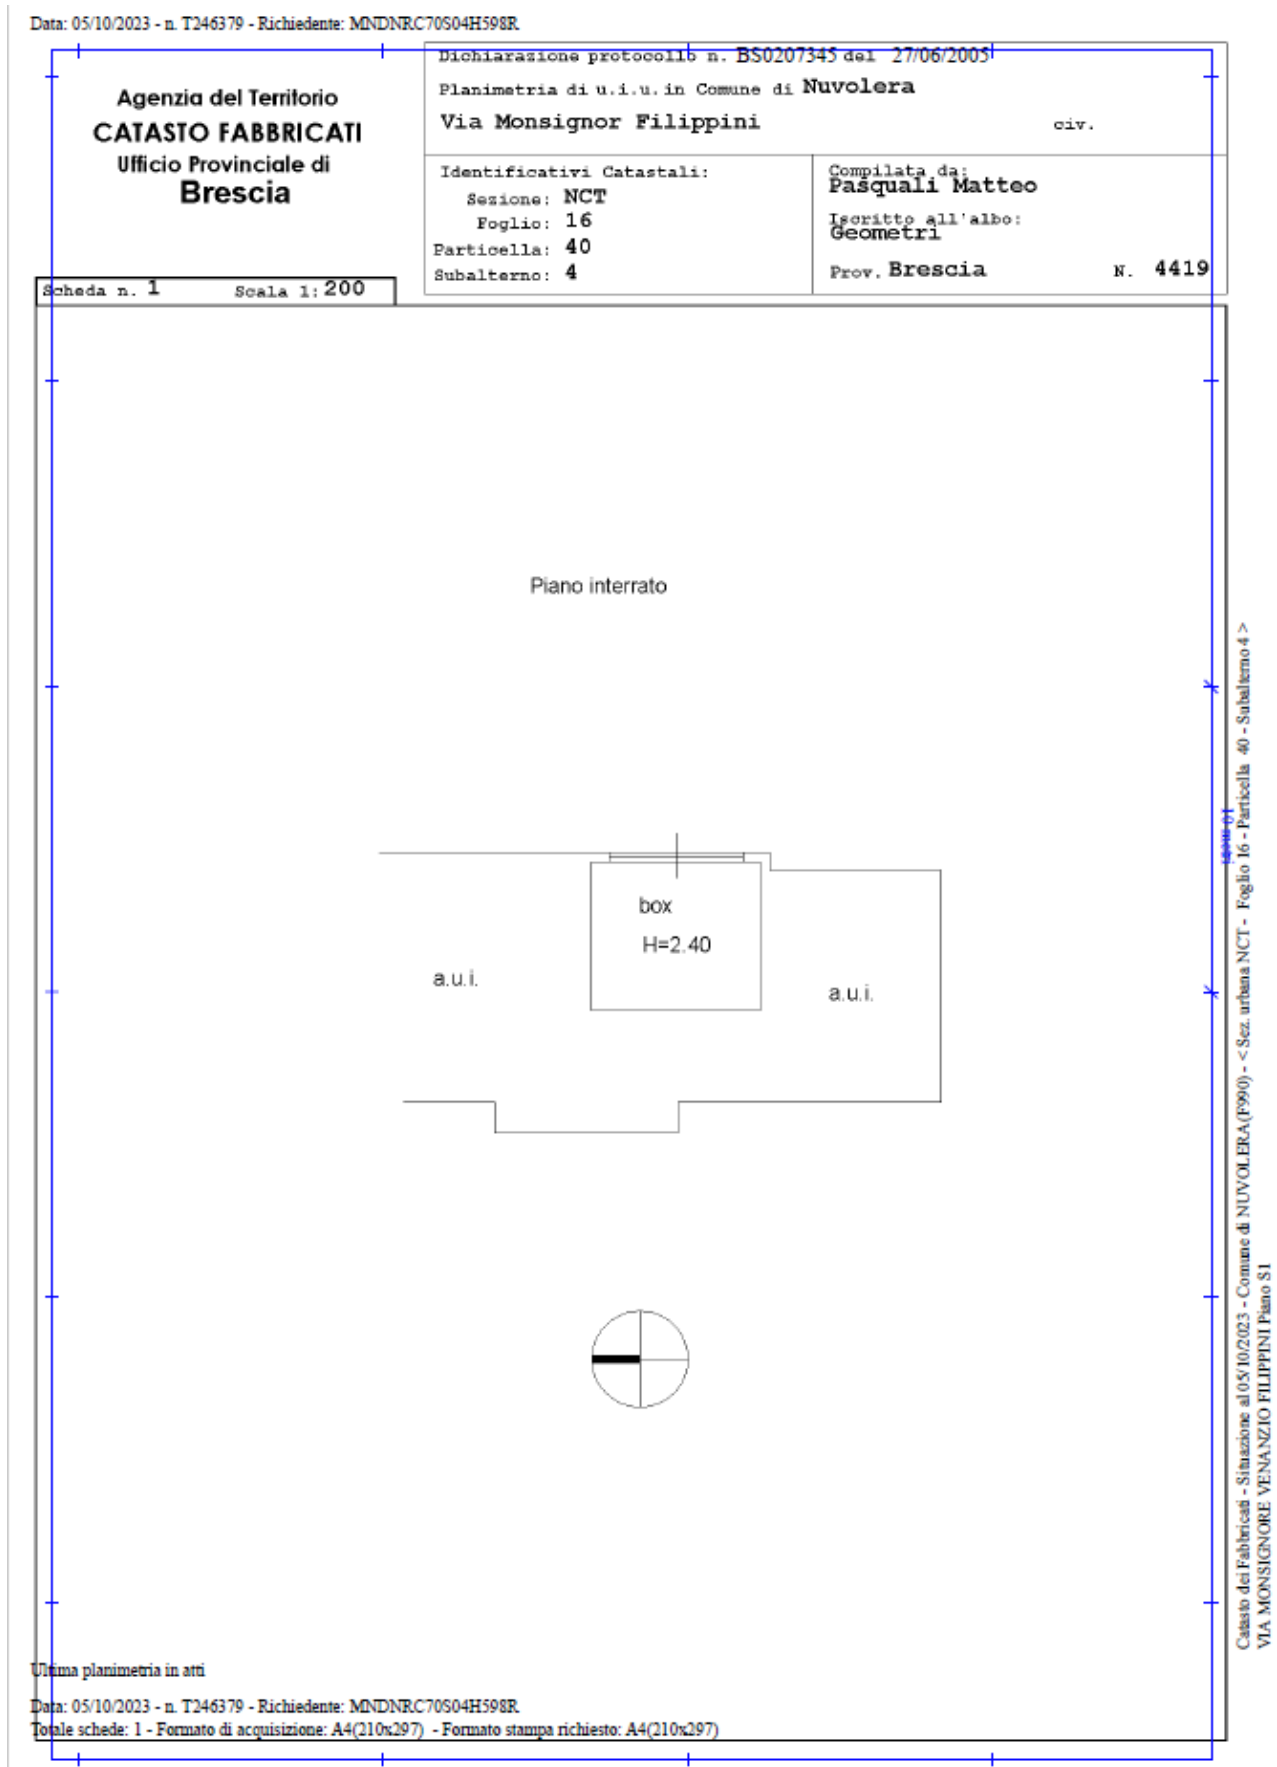 Data: 05/10/2023 - n. T246379 - Richiedente: MNDNRC70S04H598R
Agenzia del Territorio
CATASTO FABBRICATI
Ufficio Provinciale di
Brescia
Dichiarazione protocollo n. BS0207345 del 27/06/2005
Planimetria di u.i.u. in Comune di Nuvolera
Via Monsignor Filippini civ.
Identificativi Catastali:
Sezione: NCT
Foglio: 16
Particella: 40
Subalterno: 4
Compilata da:
Pasquali Matteo
Iscritto all'albo:
Geometri
Prov. Brescia N. 4419
Scheda n. 1 Scala 1: 200
Piano interrato
box
H=2.40
a.u.i.
a.u.i.
10 metri
Catasto dei Fabbricati - Situazione al 05/10/2023 - Comune di NUVOLERA(F990) - < Sez. urbana NCT - Foglio 16 - Particella 40 - Subalterno 4 >
VIA MONSIGNORE VENANZIO FILIPPINI Piano S1
Ultima planimetria in atti
Data: 05/10/2023 - n. T246379 - Richiedente: MNDNRC70S04H598R
Totale schede: 1 - Formato di acquisizione: A4(210x297) - Formato stampa richiesto: A4(210x297)